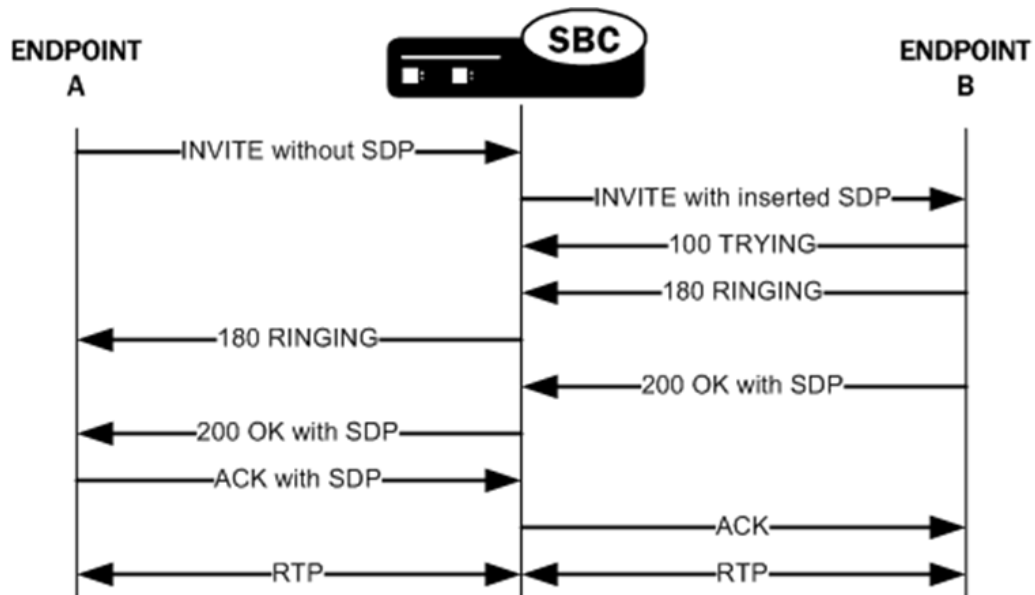 SBC
ENDPOINT
A
ENDPOINT
B
INVITE without SDP
INVITE with inserted SDP
100 TRYING
180 RINGING
180 RINGING
200 OK with SDP
200 OK with SDP
ACK with SDP
ACK
RTP
RTP